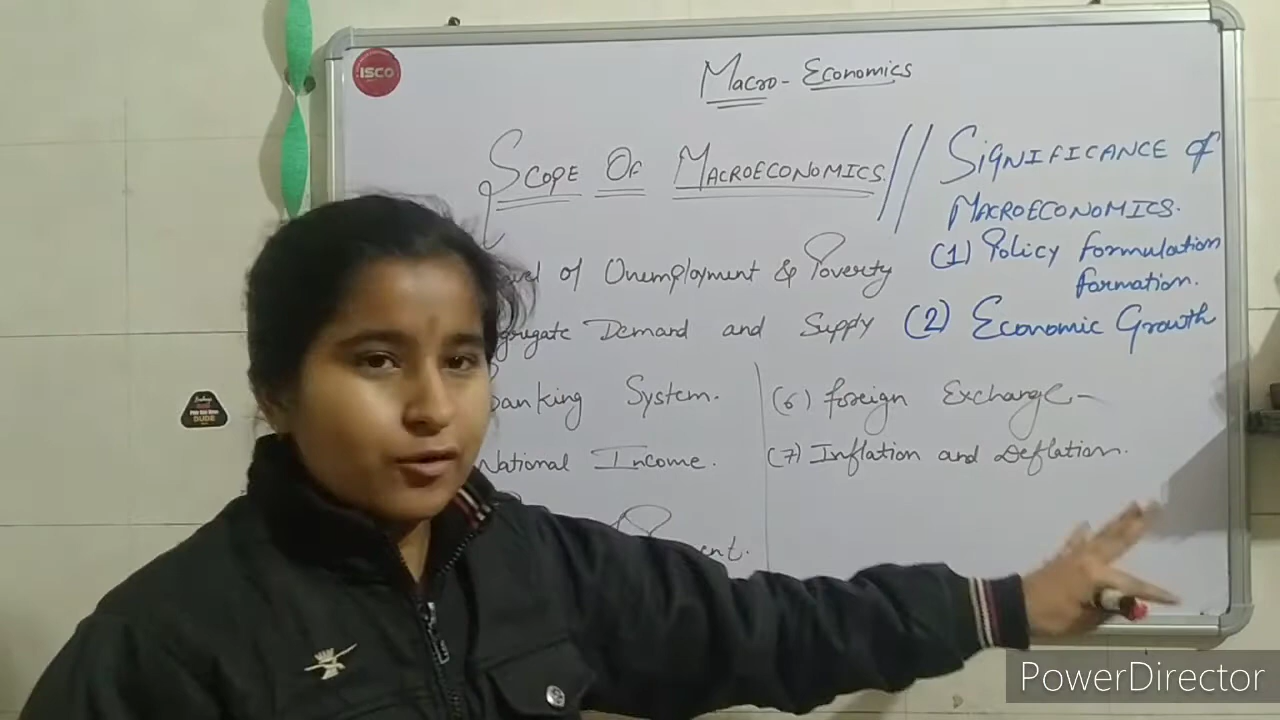 ISCO
Macro-Economics
SCOPE OF MACROECONOMICS.
of Unemployment & Poverty
Demand and Supply
Banking System.
National Income.
(6) Foreign Exchange-
(7) Inflation and Deflation.
SIGNIFICANCE of
MACROECONOMICS.
(1) Policy formulation
formation.
(2) Economic Growth
DUDE
PowerDirector